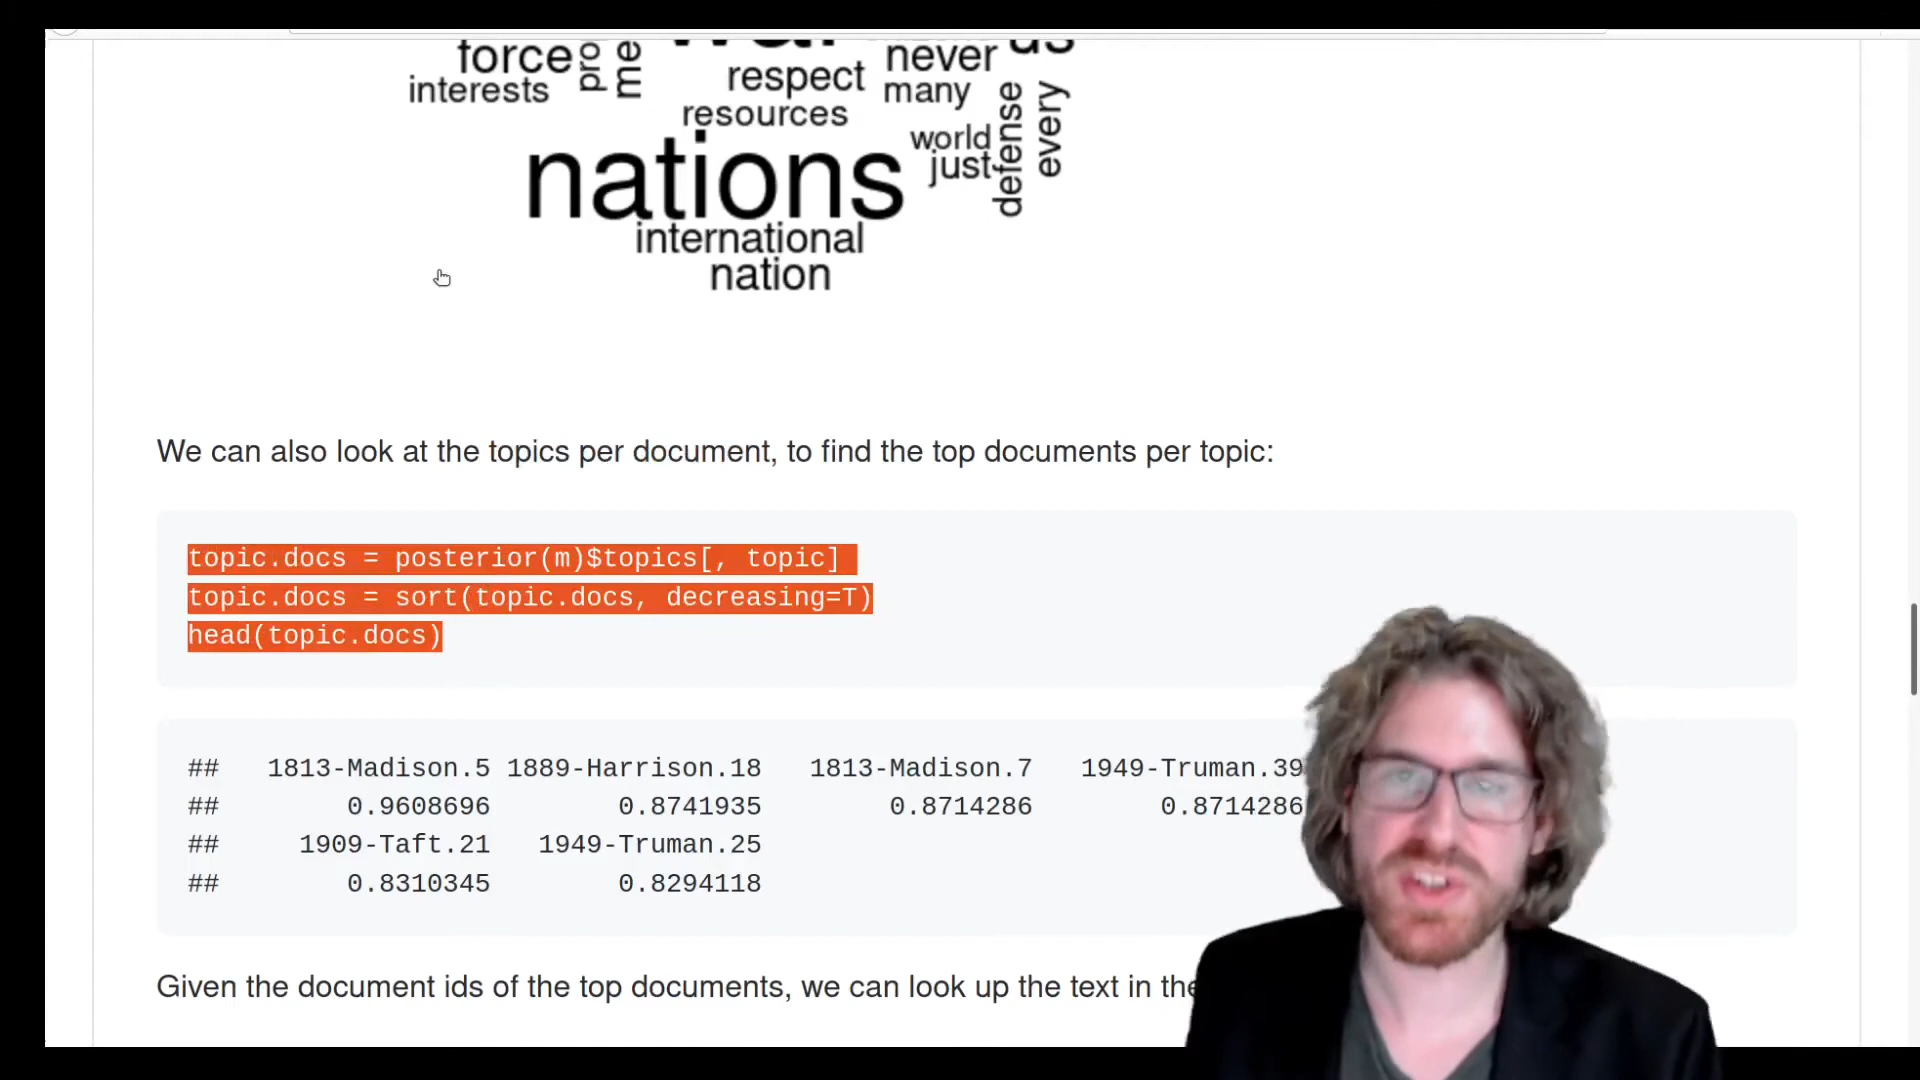 force
pro
me
war
never
us
interests
respect
many
resources
defense
every
world
just
nations
international
nation
We can also look at the topics per document, to find the top documents per topic:
topic.docs = posterior(m)$topics[, topic]
topic.docs = sort(topic.docs, decreasing=T)
head(topic.docs)
## 1813-Madison.5 1889-Harrison.18 1813-Madison.7 1949-Truman.39
## 0.9608696 0.8741935 0.8714286 0.8714286
## 1909-Taft.21 1949-Truman.25
## 0.8310345 0.8294118
Given the document ids of the top documents, we can look up the text in the